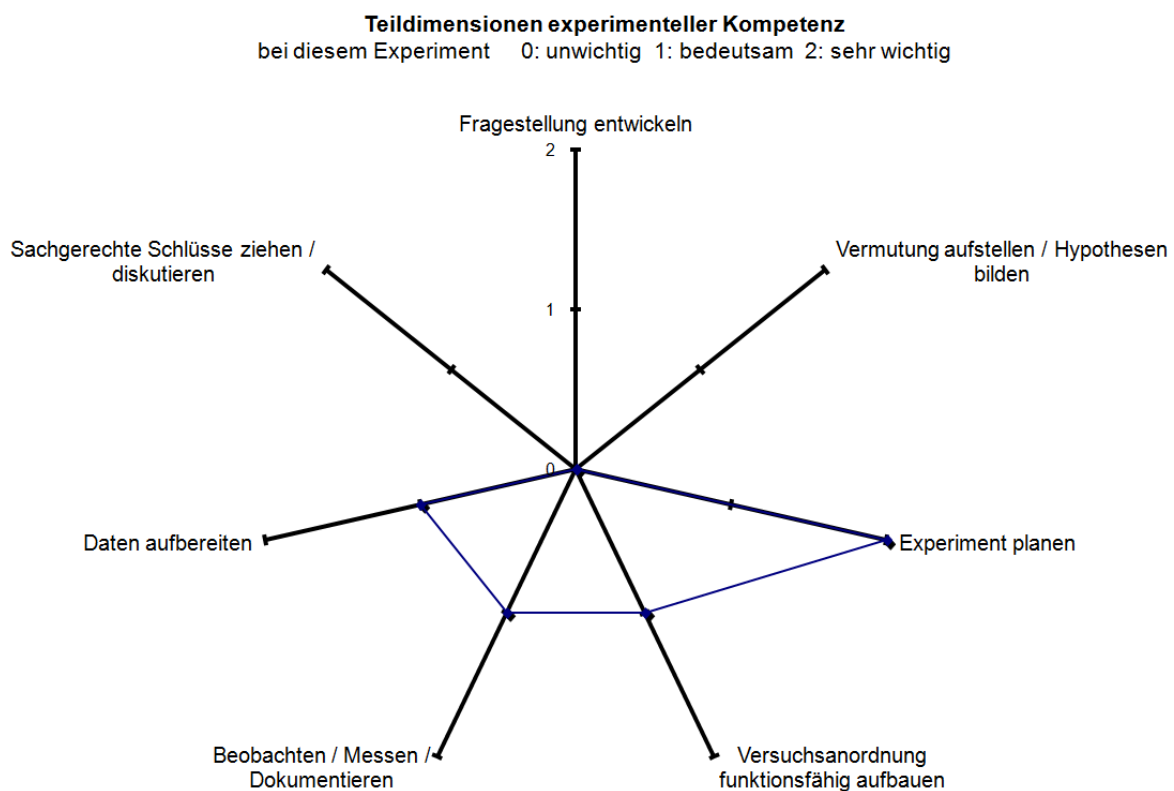 Teildimensionen experimenteller Kompetenz
bei diesem Experiment 0: unwichtig 1: bedeutsam 2: sehr wichtig
Fragestellung entwickeln
2
Sachgerechte Schlüsse ziehen /
diskutieren
Vermutung aufstellen / Hypothesen
bilden
1
0
Daten aufbereiten
Experiment planen
Beobachten / Messen /
Dokumentieren
Versuchsanordnung
funktionsfähig aufbauen